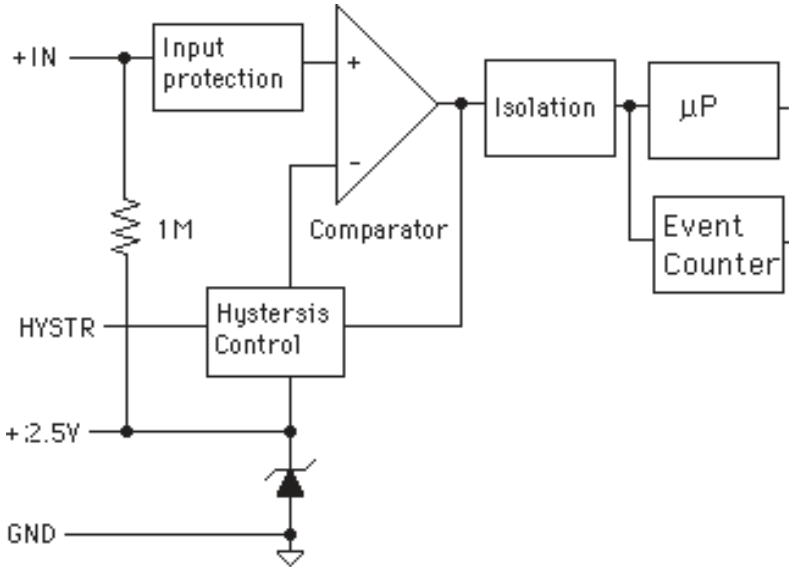 +IN
Input
protection
+
-
Comparator
Isolation
µP
Event
Counter
1M
HYSTR
Hystersis
Control
+2.5V
GND